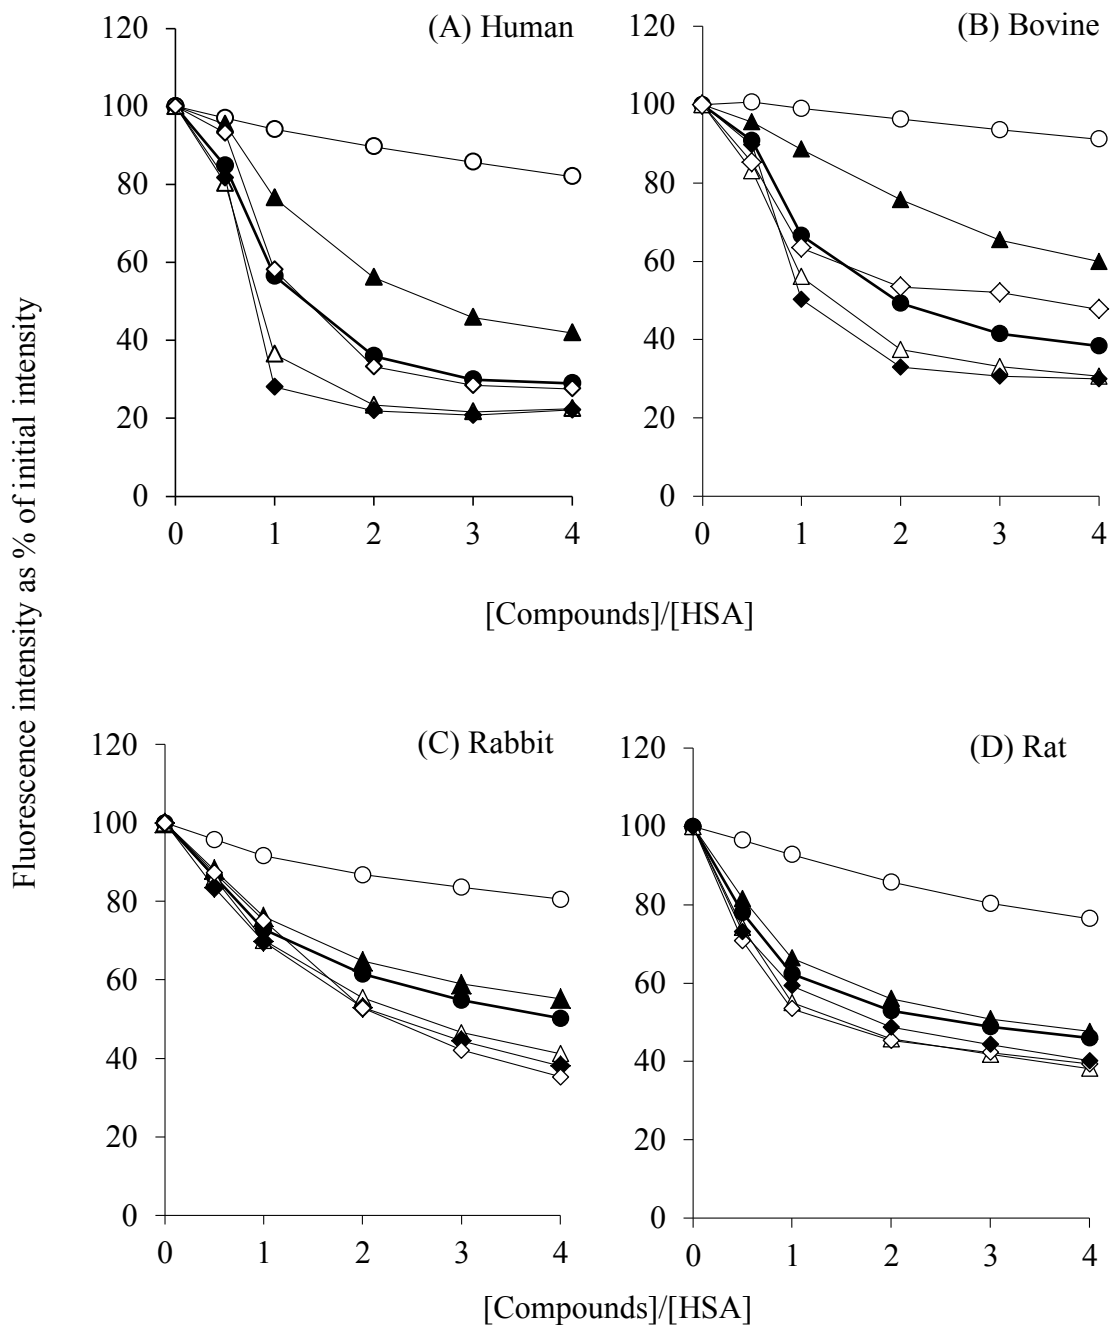 Fluorescence intensity as % of initial intensity
(A) Human
120
100
80
60
40
20
0
0 1 2 3 4
(B) Bovine
120
100
80
60
40
20
0
0 1 2 3 4
[Compounds]/[HSA]
(C) Rabbit
120
100
80
60
40
20
0
0 1 2 3 4
(D) Rat
120
100
80
60
40
20
0
0 1 2 3 4
[Compounds]/[HSA]